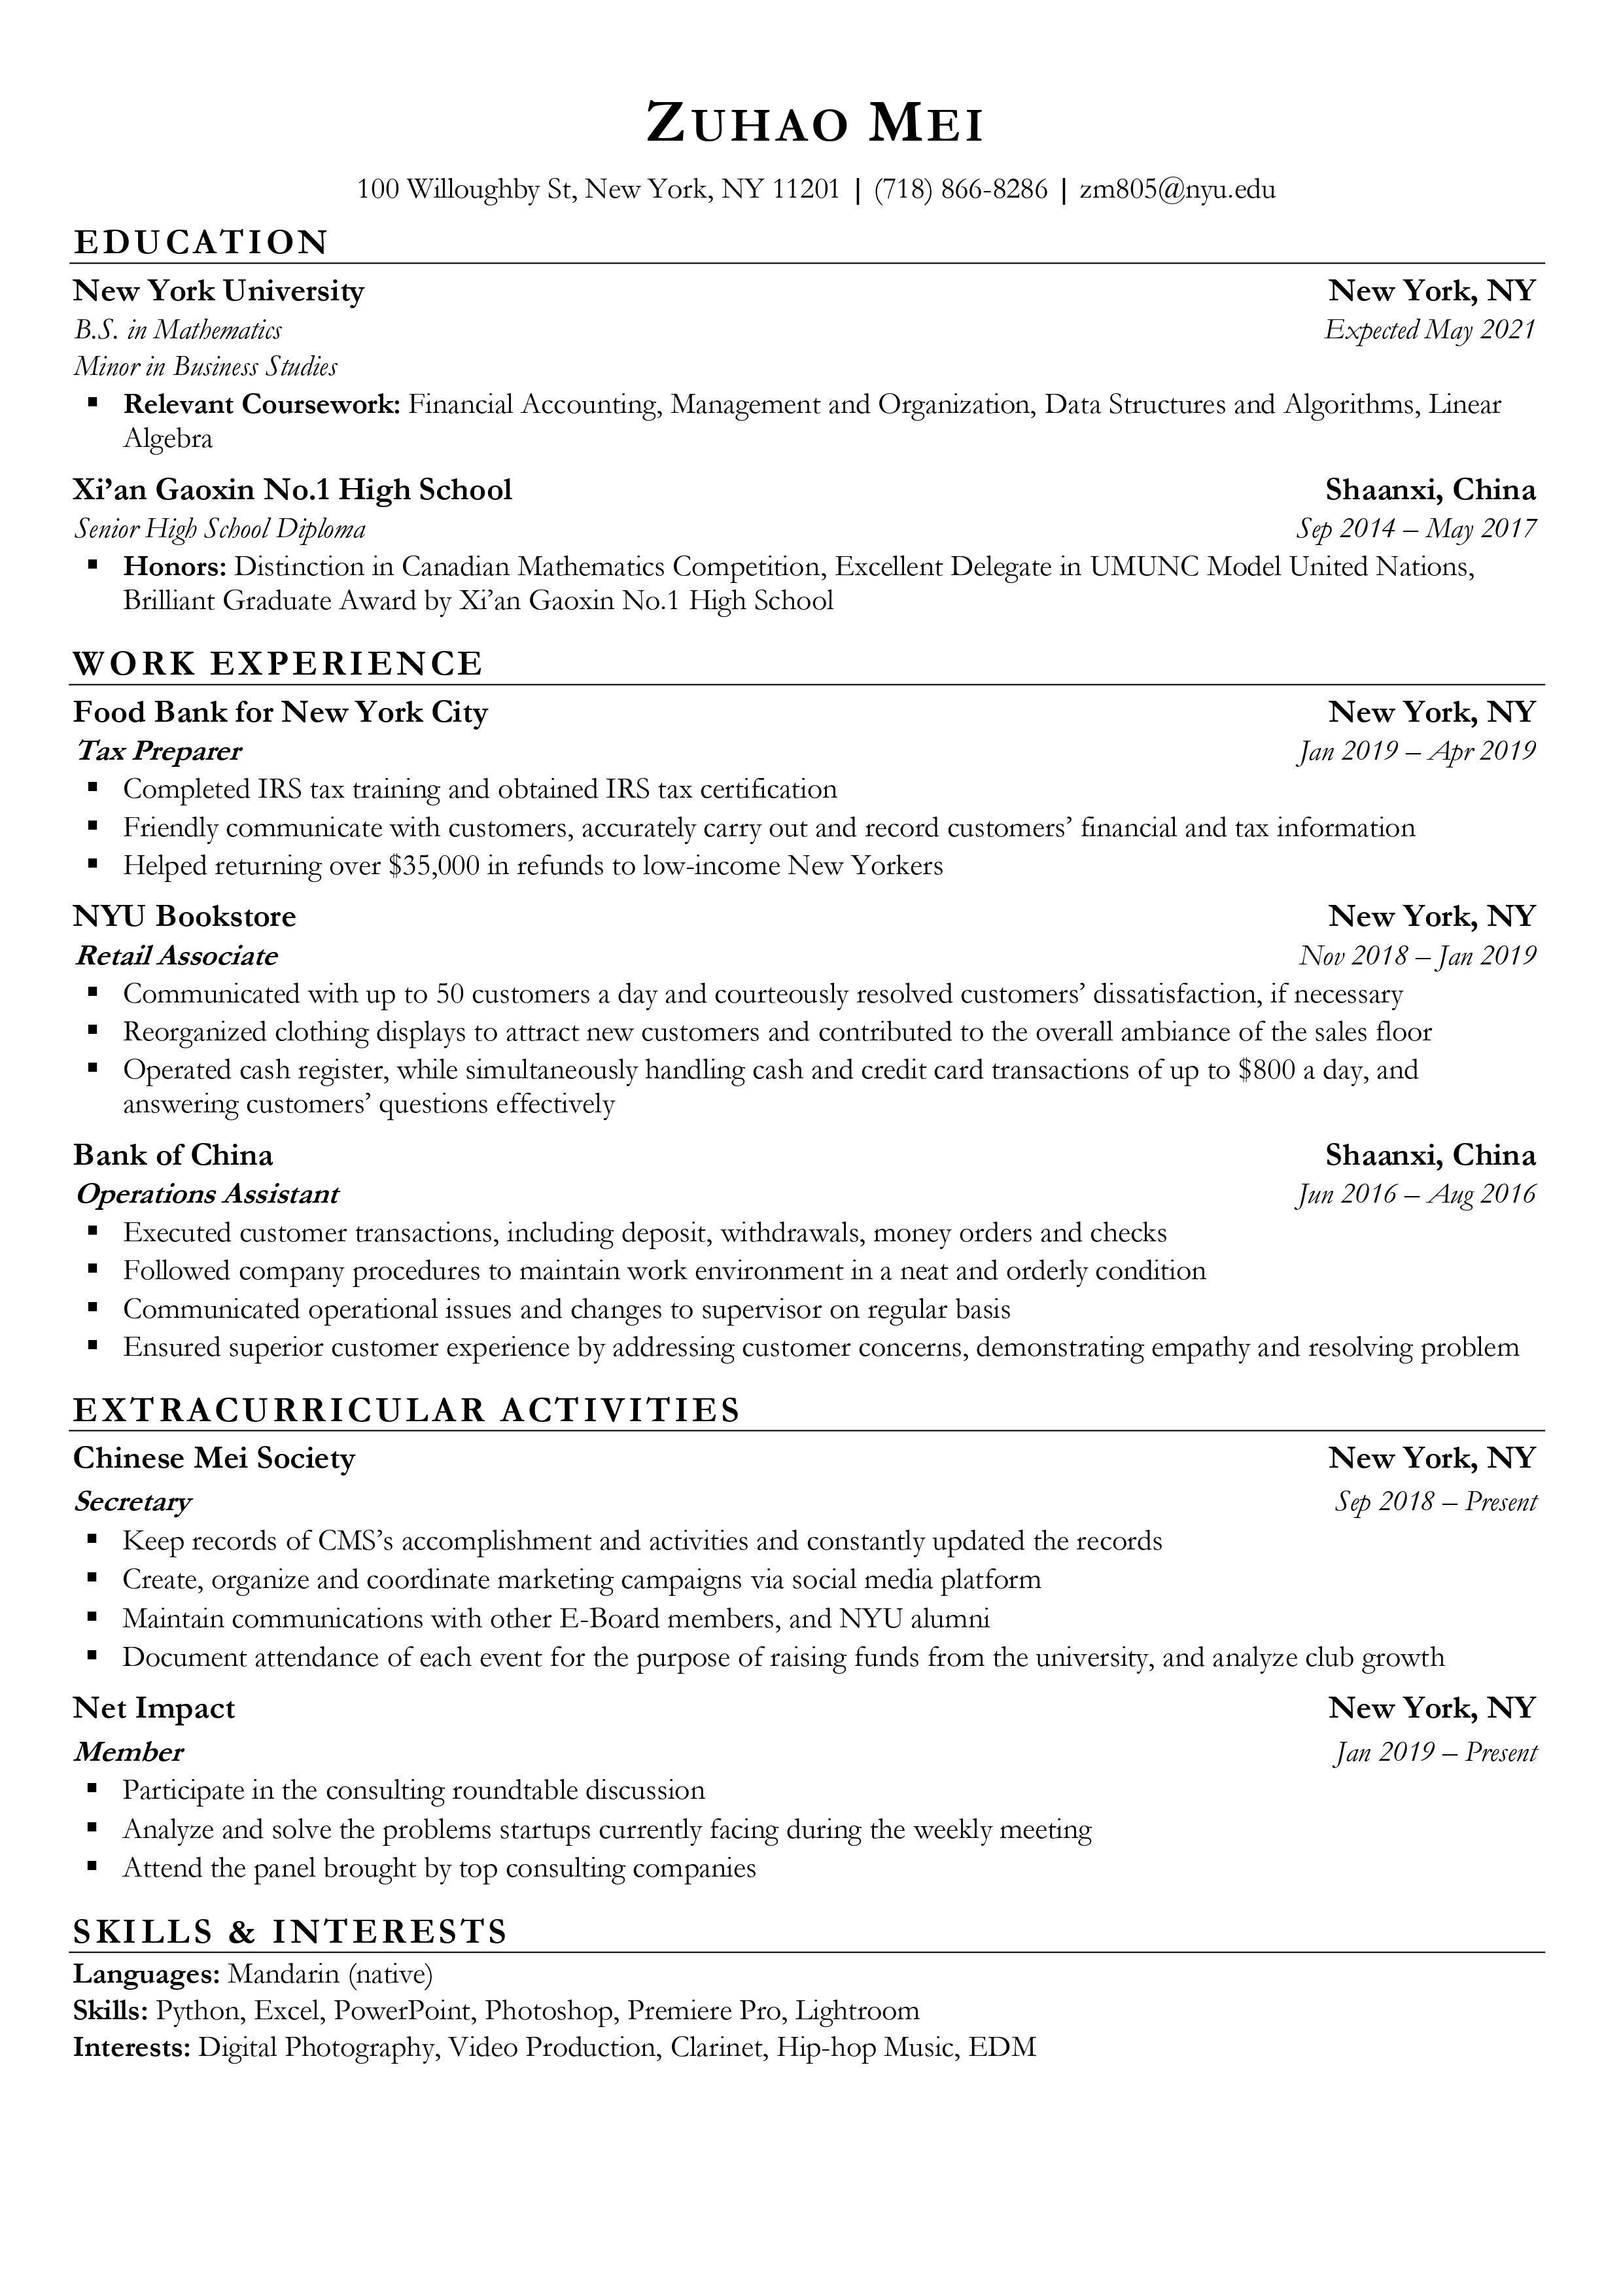 ZUHAO MEI
100 Willoughby St, New York, NY 11201 | (718) 866-8286 | zm805@nyu.edu
EDUCATION
New York University New York, NY
B.S. in Mathematics Expected May 2021
Minor in Business Studies
▪ Relevant Coursework: Financial Accounting, Management and Organization, Data Structures and Algorithms, Linear
Algebra
Xi’an Gaoxin No.1 High School Shaanxi, China
Senior High School Diploma Sep 2014 – May 2017
▪ Honors: Distinction in Canadian Mathematics Competition, Excellent Delegate in UMUNC Model United Nations,
Brilliant Graduate Award by Xi’an Gaoxin No.1 High School
WORK EXPERIENCE
Food Bank for New York City New York, NY
Tax Preparer Jan 2019 – Apr 2019
▪ Completed IRS tax training and obtained IRS tax certification
▪ Friendly communicate with customers, accurately carry out and record customers’ financial and tax information
▪ Helped returning over $35,000 in refunds to low-income New Yorkers
NYU Bookstore New York, NY
Retail Associate Nov 2018 – Jan 2019
▪ Communicated with up to 50 customers a day and courteously resolved customers’ dissatisfaction, if necessary
▪ Reorganized clothing displays to attract new customers and contributed to the overall ambiance of the sales floor
▪ Operated cash register, while simultaneously handling cash and credit card transactions of up to $800 a day, and
answering customers’ questions effectively
Bank of China Shaanxi, China
Operations Assistant Jun 2016 – Aug 2016
▪ Executed customer transactions, including deposit, withdrawals, money orders and checks
▪ Followed company procedures to maintain work environment in a neat and orderly condition
▪ Communicated operational issues and changes to supervisor on regular basis
▪ Ensured superior customer experience by addressing customer concerns, demonstrating empathy and resolving problem
EXTRACURRICULAR ACTIVITIES
Chinese Mei Society New York, NY
Secretary Sep 2018 – Present
▪ Keep records of CMS’s accomplishment and activities and constantly updated the records
▪ Create, organize and coordinate marketing campaigns via social media platform
▪ Maintain communications with other E-Board members, and NYU alumni
▪ Document attendance of each event for the purpose of raising funds from the university, and analyze club growth
Net Impact New York, NY
Member Jan 2019 – Present
▪ Participate in the consulting roundtable discussion
▪ Analyze and solve the problems startups currently facing during the weekly meeting
▪ Attend the panel brought by top consulting companies
SKILLS & INTERESTS
Languages: Mandarin (native)
Skills: Python, Excel, PowerPoint, Photoshop, Premiere Pro, Lightroom
Interests: Digital Photography, Video Production, Clarinet, Hip-hop Music, EDM